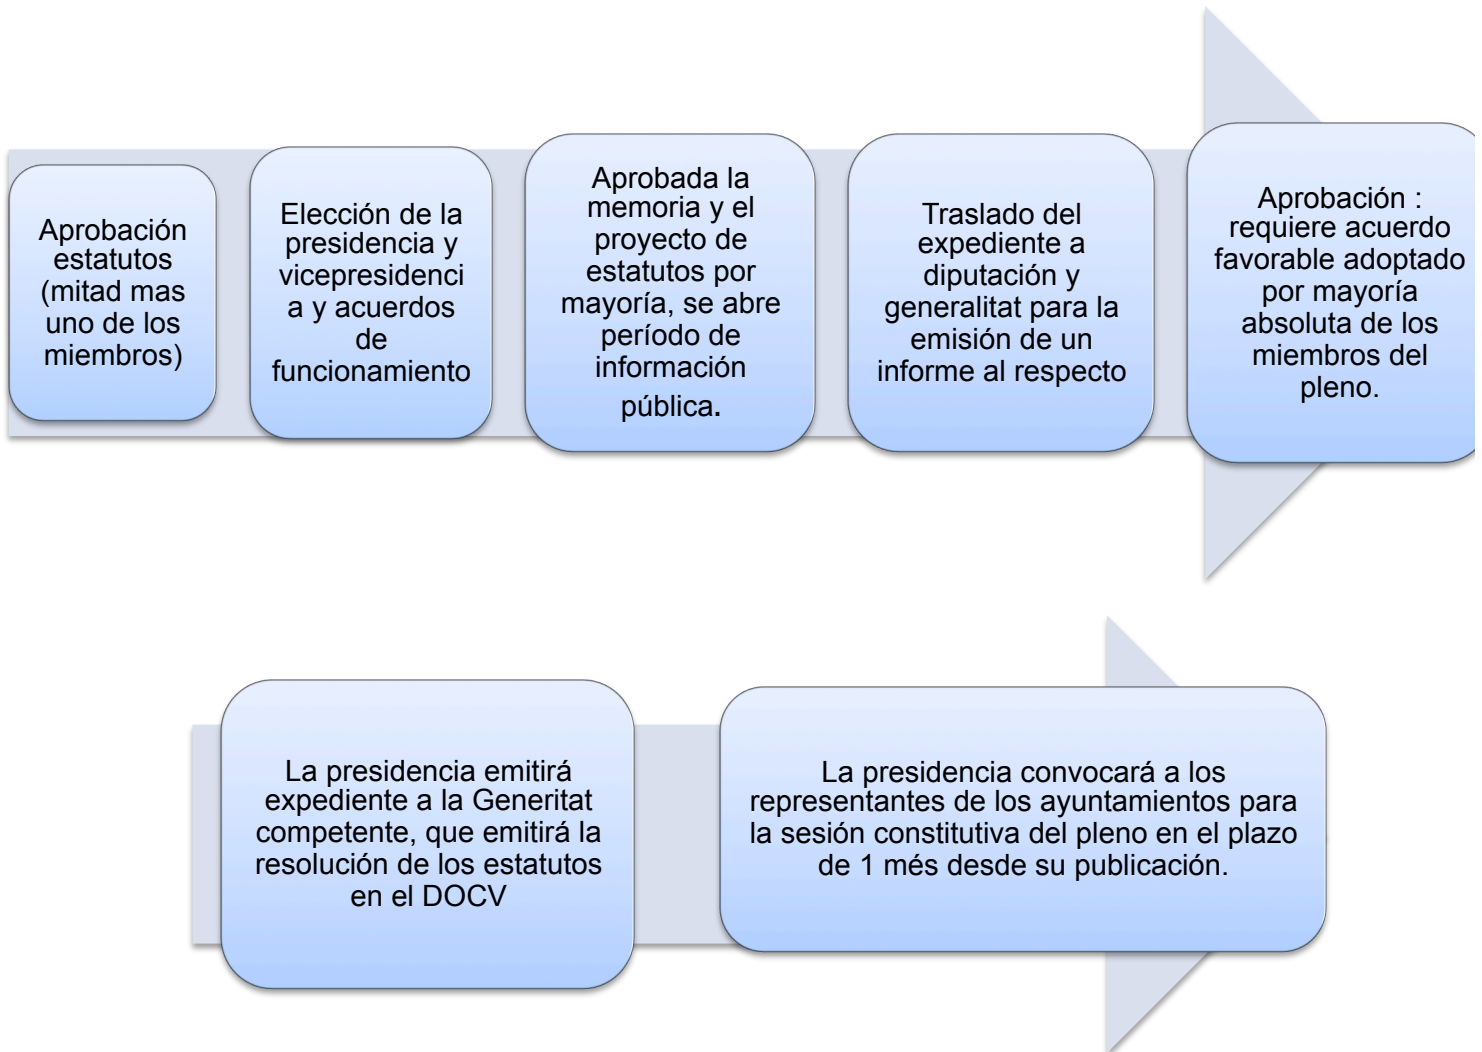 Aprobación
estatutos
(mitad mas
uno de los
miembros)
Elección de la
presidencia y
vicepresidenci
a y acuerdos
de
funcionamiento
Aprobada la
memoria y el
proyecto de
estatutos por
mayoría, se abre
período de
información
pública.
Traslado del
expediente a
diputación y
generalitat para la
emisión de un
informe al respecto
Aprobación :
requiere acuerdo
favorable adoptado
por mayoría
absoluta de los
miembros del
pleno.
La presidencia emitirá
expediente a la Generitat
competente, que emitirá la
resolución de los estatutos
en el DOCV
La presidencia convocará a los
representantes de los ayuntamientos para
la sesión constitutiva del pleno en el plazo
de 1 més desde su publicación.